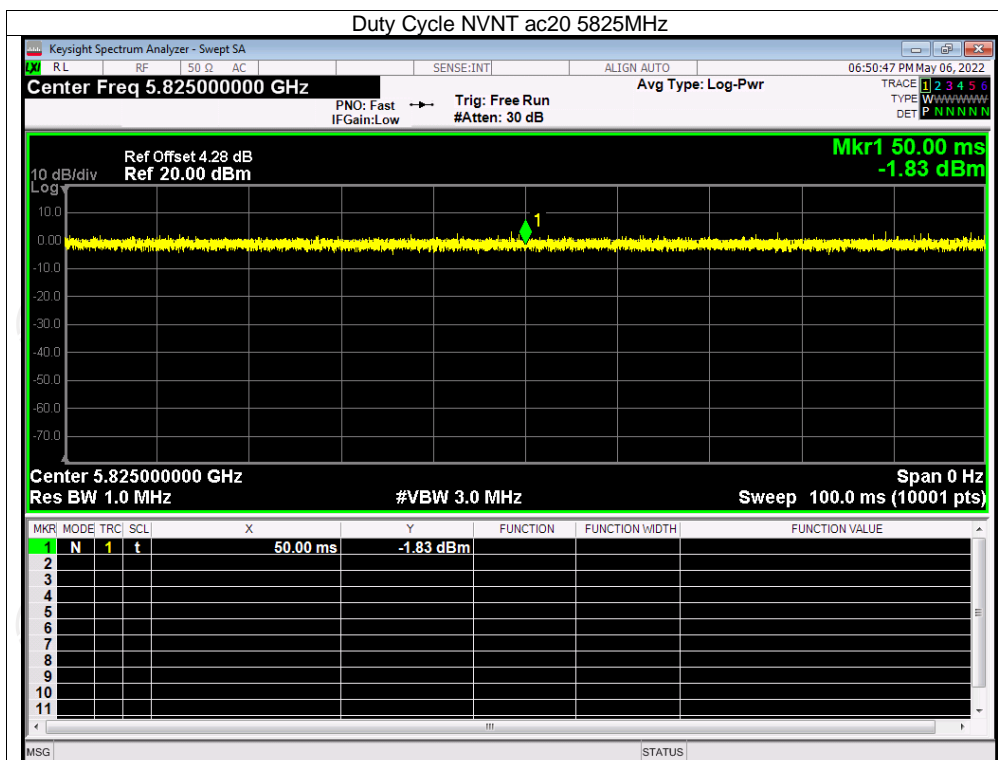 Duty Cycle NVNT ac20 5825MHz
Keysight Spectrum Analyzer - Swept SA
LXI RL RF 50 Ω AC SENSE:INT ALIGN AUTO 06:50:47 PM May 06, 2022
Center Freq 5.825000000 GHz Avg Type: Log-Pwr TRACE 1 2 3 4 5 6
PNO: Fast Trig: Free Run TYPE WWWWWW
IFGain:Low #Atten: 30 dB DET P N N N N N
Mkr1 50.00 ms
Ref Offset 4.28 dB
10 dB/div Ref 20.00 dBm -1.83 dBm
Log
10.0
1
0.00
-10.0
-20.0
-30.0
-40.0
-50.0
-60.0
-70.0
Center 5.825000000 GHz Span 0 Hz
Res BW 1.0 MHz #VBW 3.0 MHz Sweep 100.0 ms (10001 pts)
MKR MODE TRC SCL X Y FUNCTION FUNCTION WIDTH FUNCTION VALUE
1 N 1 t 50.00 ms -1.83 dBm
2
3
4
5
6
7
8
9
10
11
MSG STATUS